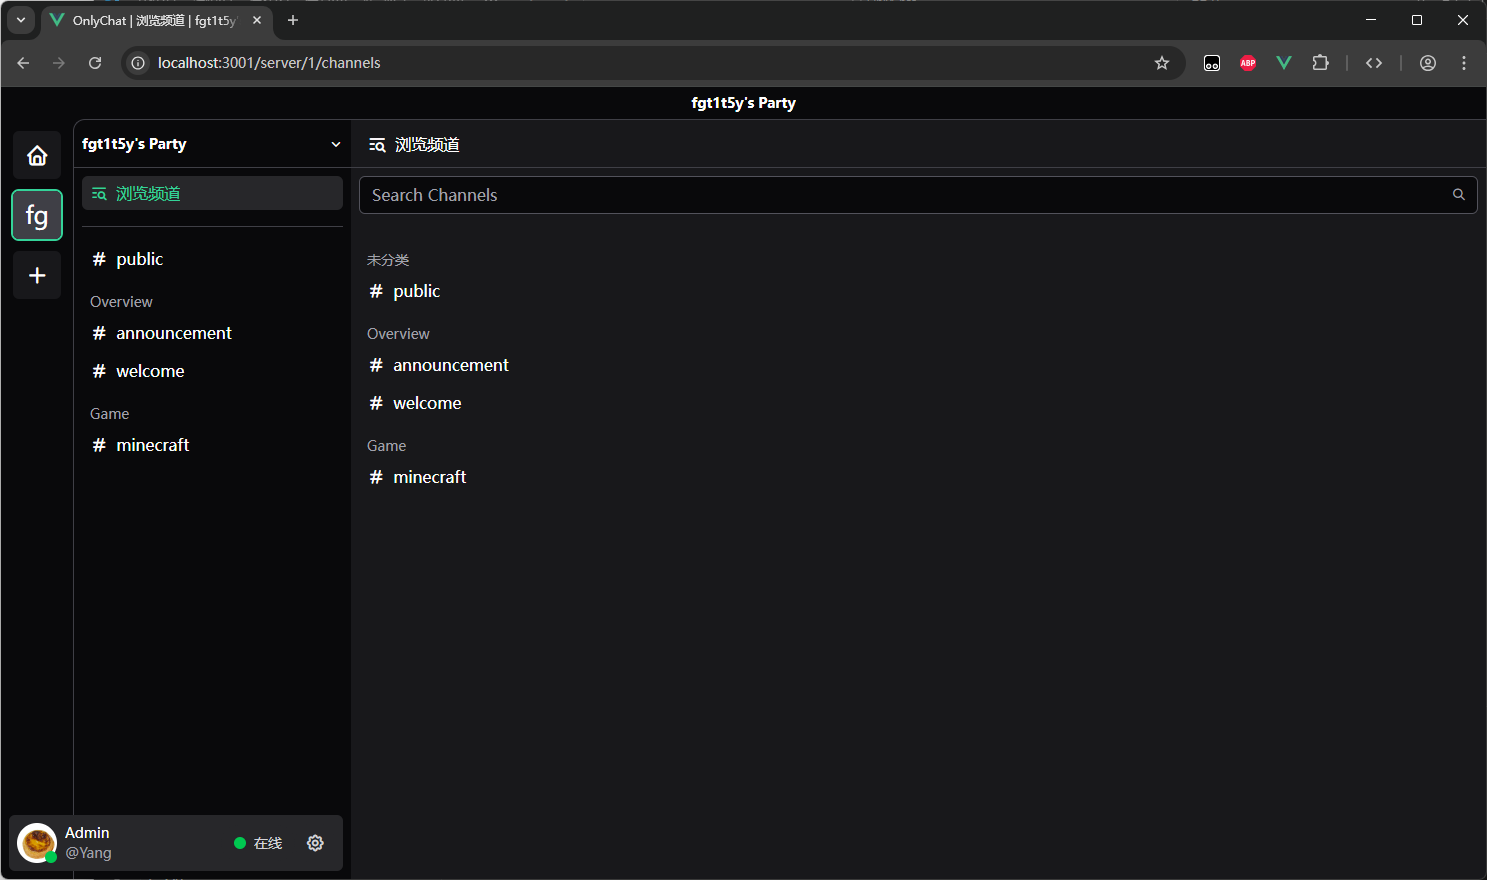 OnlyChat | 浏览频道 | fgt1t5y'
localhost:3001/server/1/channels
ABP
fgt1t5y's Party
fgt1t5y's Party
浏览频道
浏览频道
Search Channels
fg
# public
Overview
# announcement
# welcome
Game
# minecraft
未分类
# public
Overview
# announcement
# welcome
Game
# minecraft
Admin
@Yang
在线